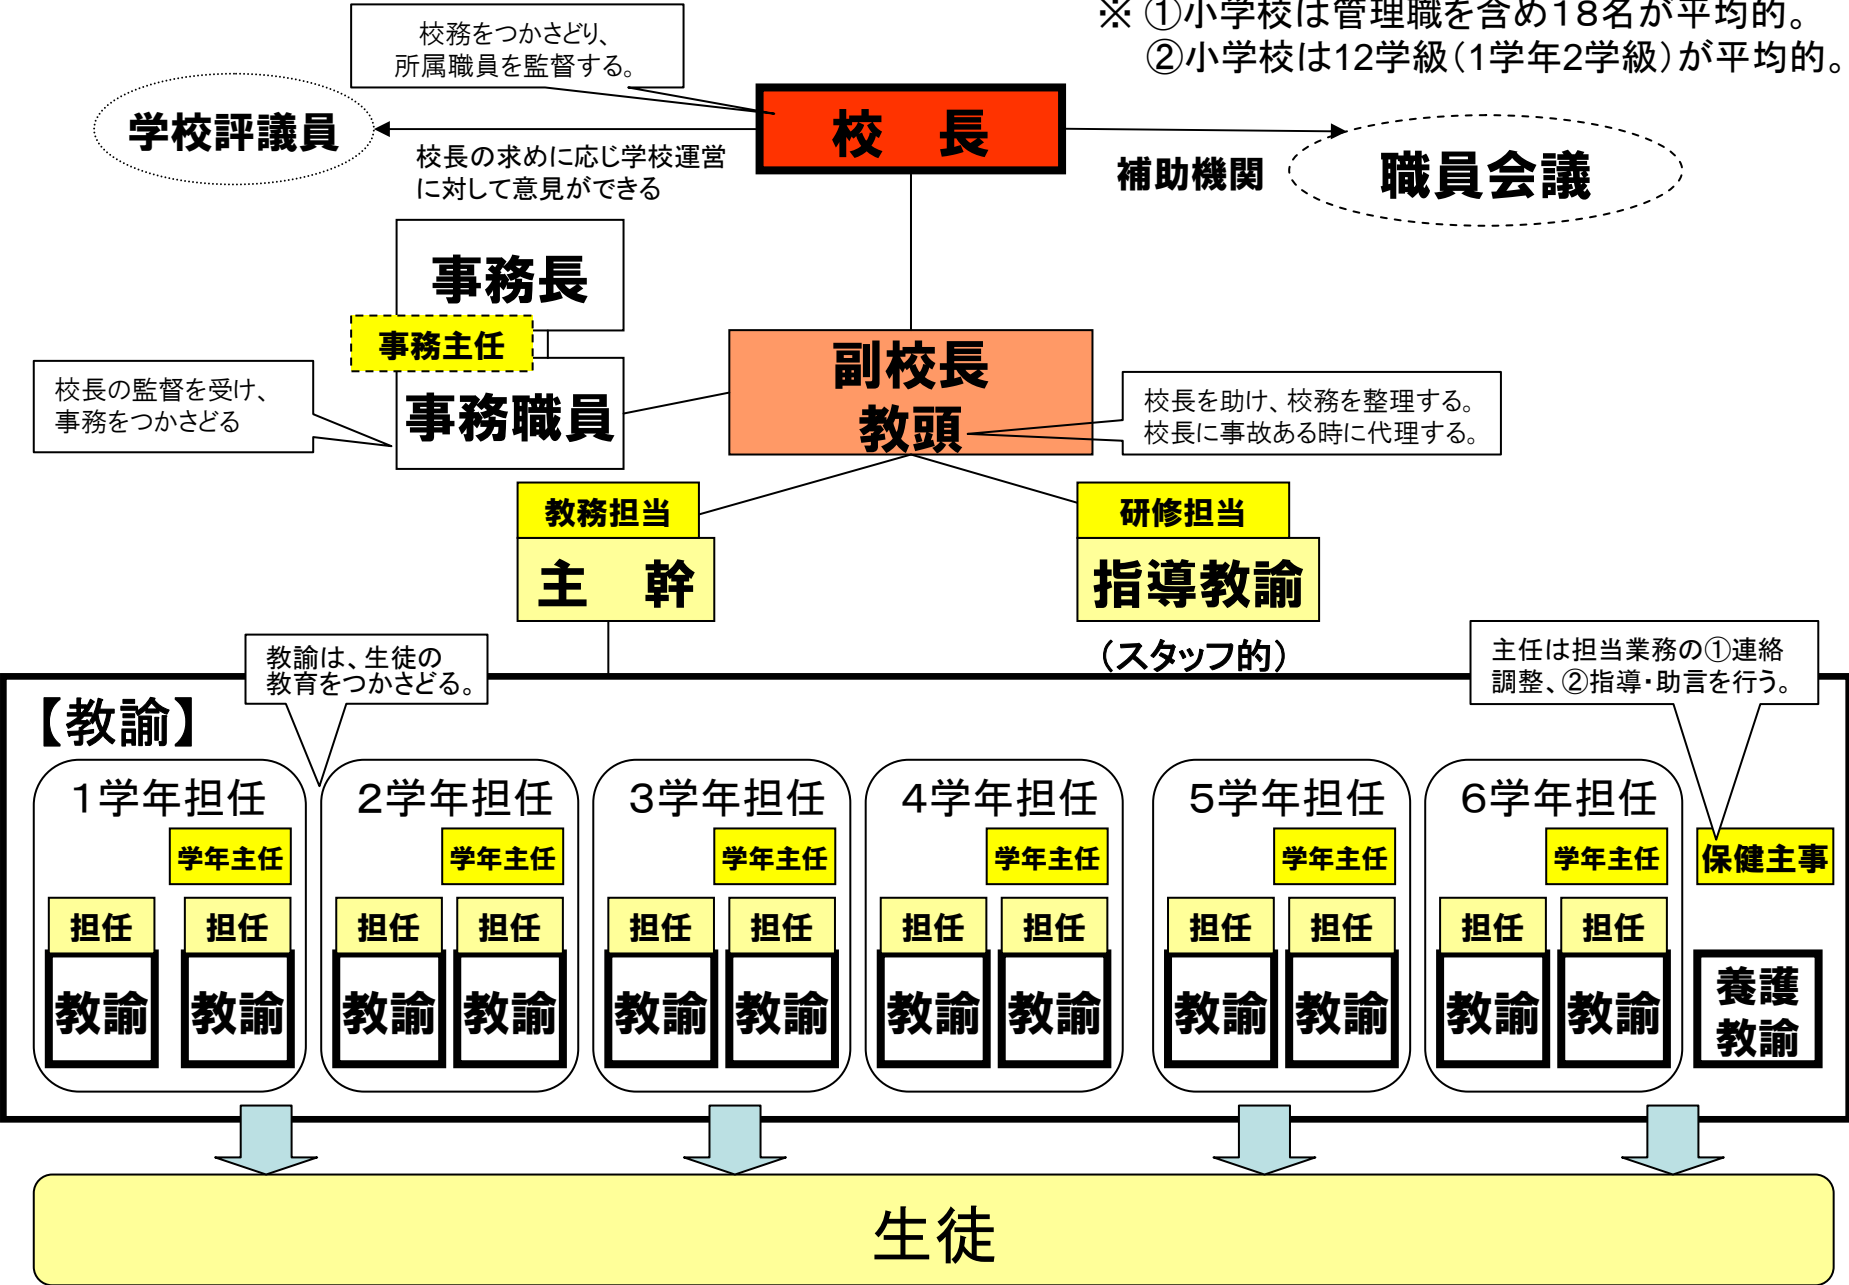 ※ ①小学校は管理職を含め18名が平均的。
②小学校は12学級(1学年2学級)が平均的。
校務をつかさどり、
所属職員を監督する。
学校評議員
校　長
校長の求めに応じ学校運営
に対して意見ができる
補助機関
職員会議
事務長
事務主任
事務職員
校長の監督を受け、
事務をつかさどる
副校長
教頭
校長を助け、校務を整理する。
校長に事故ある時に代理する。
教務担当
主　幹
研修担当
指導教諭
(スタッフ的)
教諭は、生徒の
教育をつかさどる。
主任は担当業務の①連絡
調整、②指導・助言を行う。
【教諭】
1学年担任
2学年担任
3学年担任
4学年担任
5学年担任
6学年担任
学年主任
学年主任
学年主任
学年主任
学年主任
学年主任
保健主事
担任
担任
担任
担任
担任
担任
担任
担任
担任
担任
担任
担任
教諭
教諭
教諭
教諭
教諭
教諭
教諭
教諭
教諭
教諭
教諭
教諭
養護
教諭
生徒